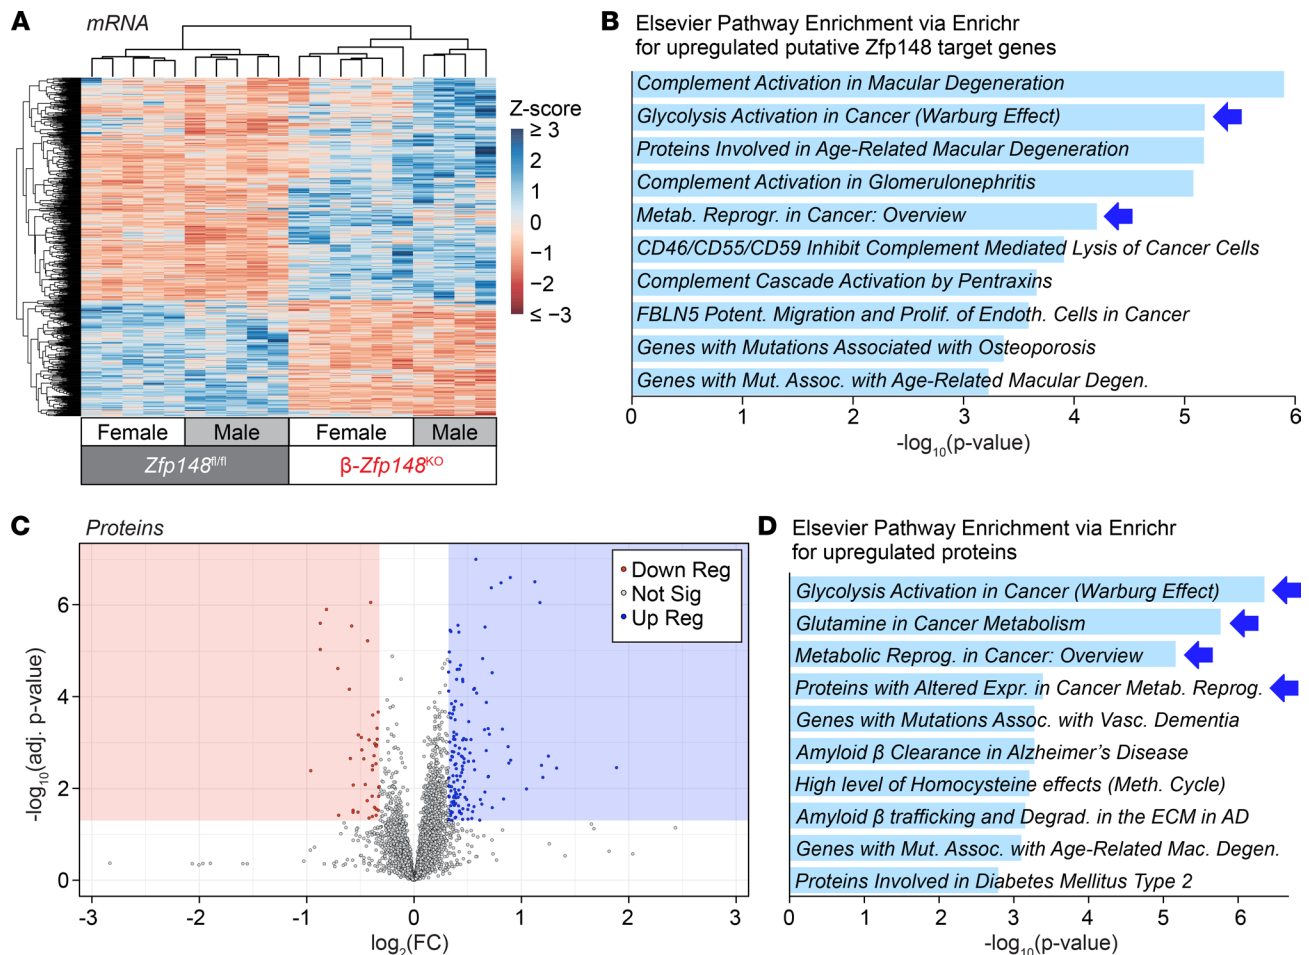 A
mRNA
Z-score
≥ 3
2
1
0
−1
−2
≤ −3
Female
Male
Female
Male
Zfp148fl/fl
β-Zfp148KO
B
Elsevier Pathway Enrichment via Enrichr
for upregulated putative Zfp148 target genes
Complement Activation in Macular Degeneration
Glycolysis Activation in Cancer (Warburg Effect)
Proteins Involved in Age-Related Macular Degeneration
Complement Activation in Glomerulonephritis
Metab. Reprogr. in Cancer: Overview
CD46/CD55/CD59 Inhibit Complement Mediated Lysis of Cancer Cells
Complement Cascade Activation by Pentraxins
FBLN5 Potent. Migration and Prolif. of Endoth. Cells in Cancer
Genes with Mutations Associated with Osteoporosis
Genes with Mut. Assoc. with Age-Related Macular Degen.
0 1 2 3 4 5 6
-log10(p-value)
C
Proteins
Down Reg
Not Sig
Up Reg
6
4
2
0
-log10(adj. p-value)
-3 -2 -1 0 1 2 3
log2(FC)
D
Elsevier Pathway Enrichment via Enrichr
for upregulated proteins
Glycolysis Activation in Cancer (Warburg Effect)
Glutamine in Cancer Metabolism
Metabolic Reprog. in Cancer: Overview
Proteins with Altered Expr. in Cancer Metab. Reprog.
Genes with Mutations Assoc. with Vasc. Dementia
Amyloid β Clearance in Alzheimer's Disease
High level of Homocysteine effects (Meth. Cycle)
Amyloid β trafficking and Degrad. in the ECM in AD
Genes with Mut. Assoc. with Age-Related Mac. Degen.
Proteins Involved in Diabetes Mellitus Type 2
0 1 2 3 4 5 6
-log10(p-value)